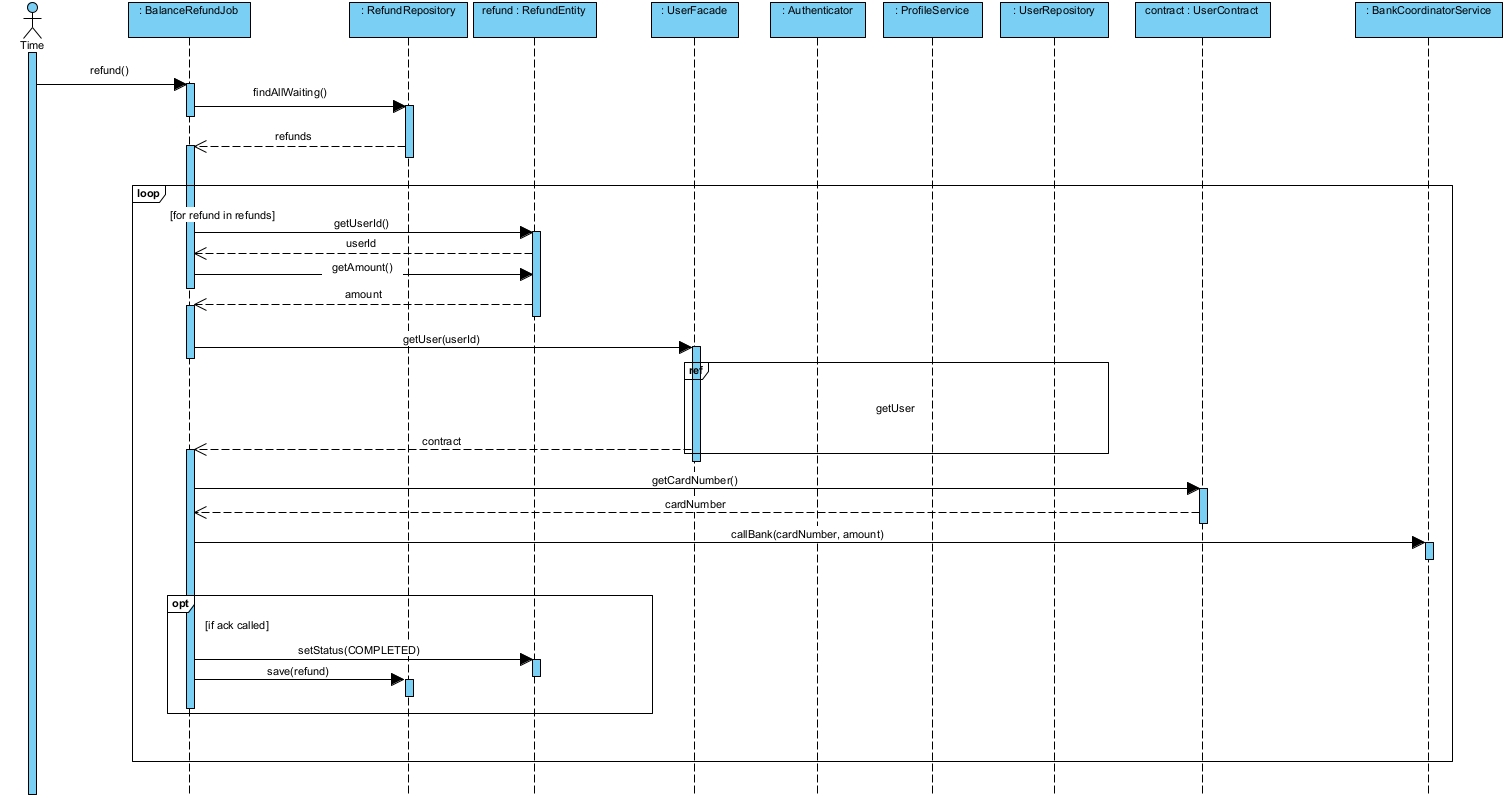 : BalanceRefundJob
: RefundRepository
refund : RefundEntity
: UserFacade
: Authenticator
: ProfileService
: UserRepository
contract : UserContract
: BankCoordinatorService
Time
refund()
findAllWaiting()
refunds
loop
[for refund in refunds]
getUserId()
userId
getAmount()
amount
getUser(userId)
ref
getUser
contract
getCardNumber()
cardNumber
callBank(cardNumber, amount)
opt
[if ack called]
setStatus(COMPLETED)
save(refund)